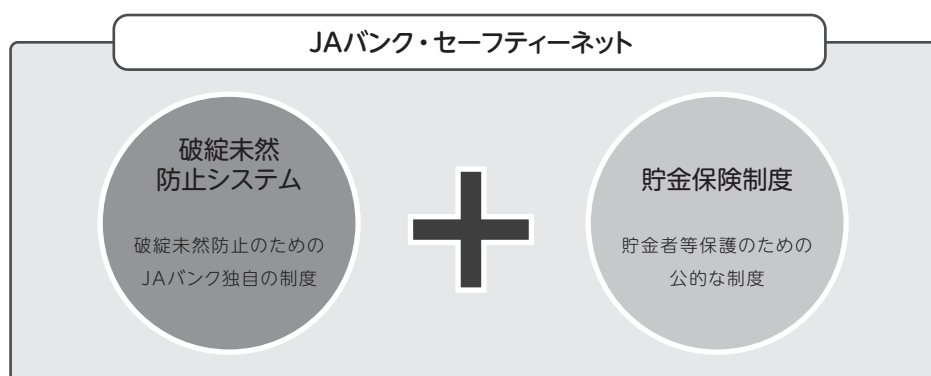 JAバンク・セーフティーネット
破綻未然
防止システム
破綻未然防止のための
JAバンク独自の制度
貯金保険制度
貯金者等保護のための
公的な制度